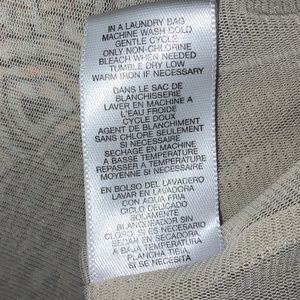 IN A LAUNDRY BAG
MACHINE WASH COLD
GENTLE CYCLE
ONLY NON-CHLORINE
BLEACH WHEN NEEDED
TUMBLE DRY LOW
WARM IRON IF NECESSARY
DANS LE SAC DE
BLANCHISSERIE
LAVER EN MACHINE A
L'EAU FROIDE
CYCLE DOUX
AGENT DE BLANCHIMENT
SANS CHLORE SEULEMENT
SI NECESSAIRE
SECHAGE EN MACHINE
A BASSE TEMPERATURE
REPASSER A TEMPERATURE
MOYENNE SI NECESSAIRE
EN BOLSO DEL LAVADERO
LAVAR EN LAVADORA
CON AQUA FRIA
CICLO DELICADO
SOLAMENTE
BLANQUEADOR SIN
CLORO, SI ES NECESARIO
SECAR EN SECADORA
A BAJA TEMPERATURA
PLANCHA TIBIA,
SI SE NECESITA